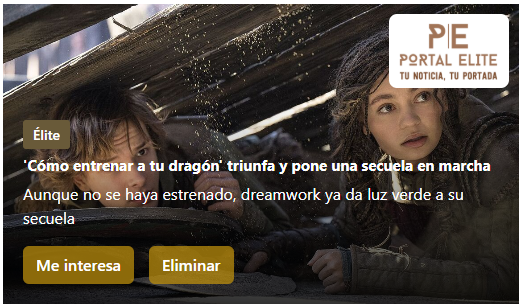 P|E
PORTAL ELITE
TU NOTICIA, TU PORTADA
Élite
'Cómo entrenar a tu dragón' triunfa y pone una secuela en marcha
Aunque no se haya estrenado, dreamwork ya da luz verde a su
secuela
Me interesa
Eliminar